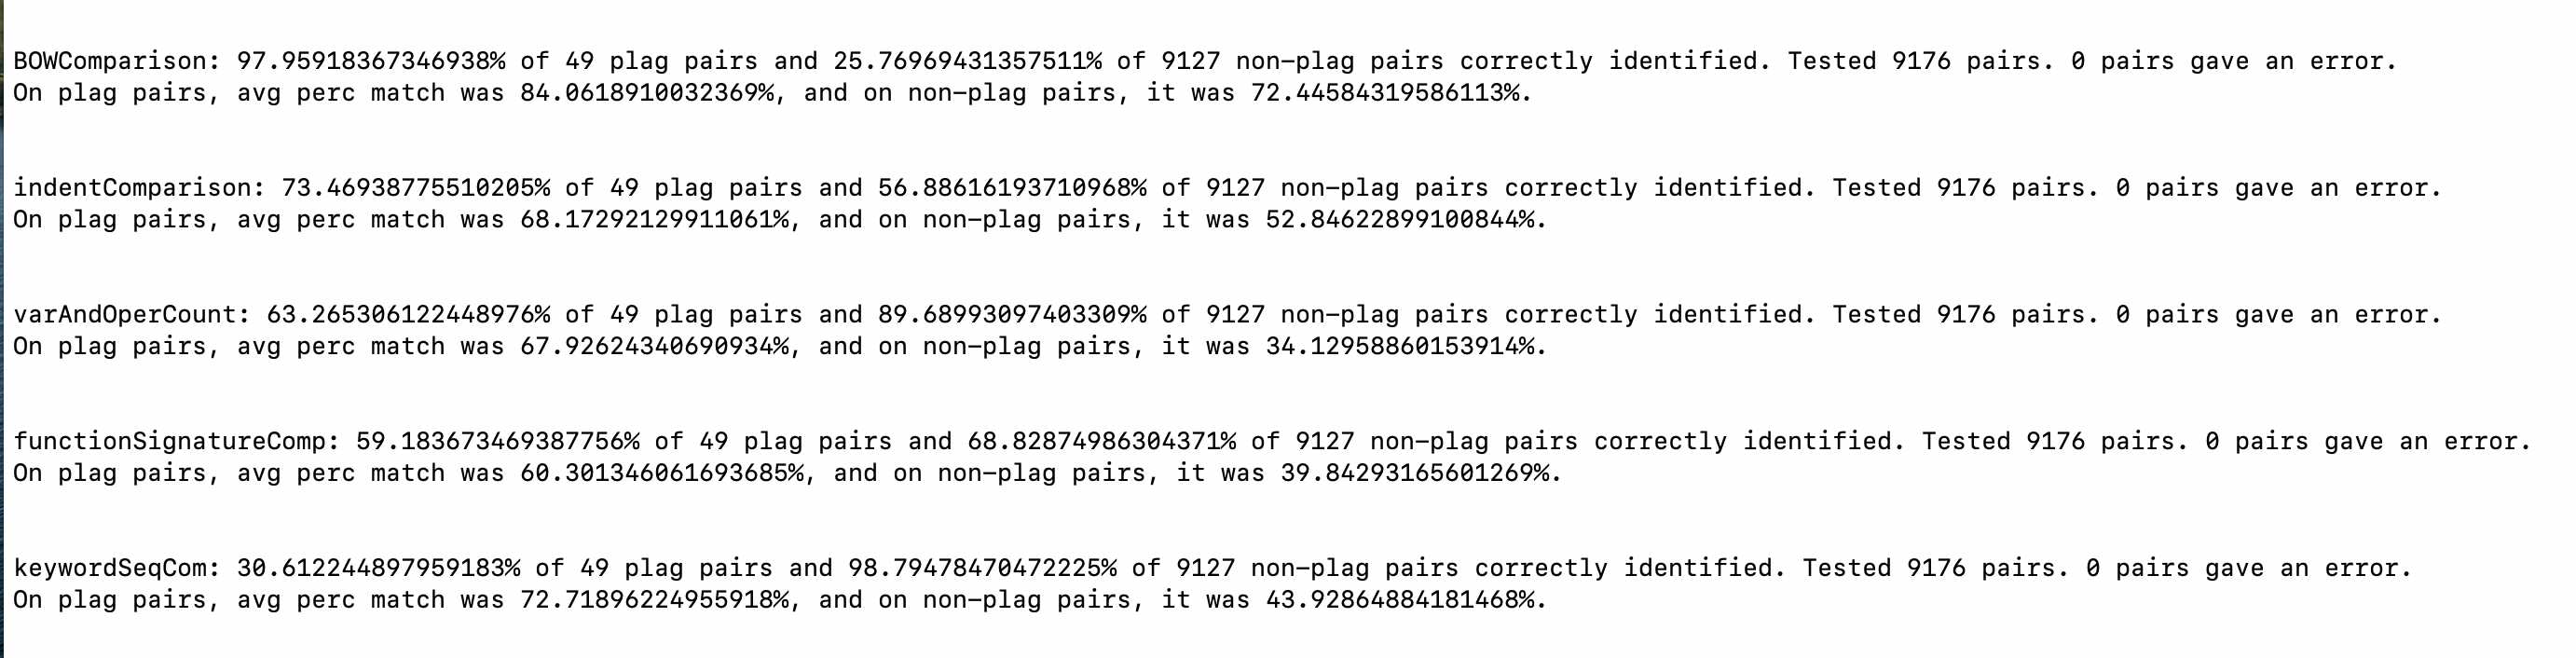 BOWComparison: 97.95918367346938% of 49 plag pairs and 25.769694313575११% of 9127 non-plag pairs correctly identified. Tested 9176 pairs. 0 pairs gave an error.
On plag pairs, avg perc match was 84.0618910032369%, and on non-plag pairs, it was 72.44584319586113%.
indentComparison: 73.46938775510205% of 49 plag pairs and 56.88616193710968% of 9127 non-plag pairs correctly identified. Tested 9176 pairs. 0 pairs gave an error.
On plag pairs, avg perc match was 68.17292129911061%, and on non-plag pairs, it was 52.84622899100844%.
varAndOperCount: 63.265306122448976% of 49 plag pairs and 89.68993097403309% of 9127 non-plag pairs correctly identified. Tested 9176 pairs. 0 pairs gave an error.
On plag pairs, avg perc match was 67.92624340690934%, and on non-plag pairs, it was 34.12958860153914%.
functionSignatureComp: 59.183673469387756% of 49 plag pairs and 68.82874986304371% of 9127 non-plag pairs correctly identified. Tested 9176 pairs. 0 pairs gave an error.
On plag pairs, avg perc match was 60.301346061693685%, and on non-plag pairs, it was 39.84293165601269%.
keywordSeqCom: 30.612244897959183% of 49 plag pairs and 98.79478470472225% of 9127 non-plag pairs correctly identified. Tested 9176 pairs. 0 pairs gave an error.
On plag pairs, avg perc match was 72.71896224955918%, and on non-plag pairs, it was 43.92864884181468%.